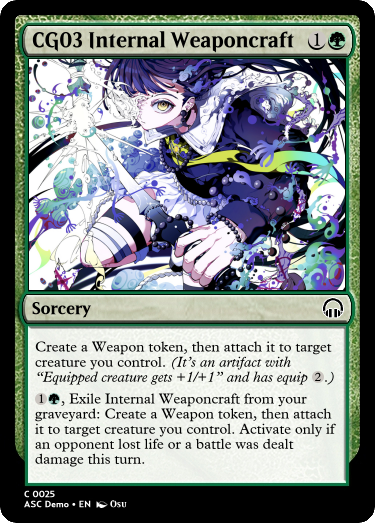 CG03 Internal Weaponcraft 1
Sorcery
Create a Weapon token, then attach it to target
creature you control. (It's an artifact with
"Equipped creature gets +1/+1" and has equip 2.)
1, Exile Internal Weaponcraft from your
graveyard: Create a Weapon token, then attach
it to target creature you control. Activate only if
an opponent lost life or a battle was dealt
damage this turn.
C 0025
ASC Demo • EN Osu